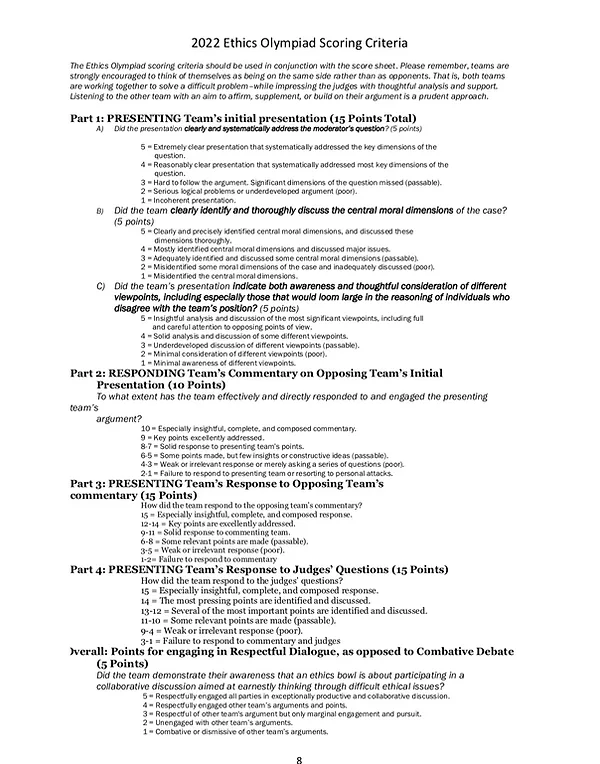 2022 Ethics Olympiad Scoring Criteria
The Ethics Olympiad scoring criteria should be used in conjunction with the score sheet. Please remember, teams are
strongly encouraged to think of themselves as being on the same side rather than as opponents. That is, both teams
are working together to solve a difficult problem–while impressing the judges with thoughtful analysis and support.
Listening to the other team with an aim to affirm, supplement, or build on their argument is a prudent approach.
Part 1: PRESENTING Team's initial presentation (15 Points Total)
A) Did the presentation clearly and systematically address the moderator's question? (5 points)
5 = Extremely clear presentation that systematically addressed the key dimensions of the
question.
4 = Reasonably clear presentation that systematically addressed most key dimensions of the
question.
3 = Hard to follow the argument. Significant dimensions of the question missed (passable).
2 = Serious logical problems or underdeveloped argument (poor).
1 = Incoherent presentation.
B) Did the team clearly identify and thoroughly discuss the central moral dimensions of the case?
(5 points)
5 = Clearly and precisely identified central moral dimensions, and discussed these
dimensions thoroughly.
4 = Mostly identified central moral dimensions and discussed major issues.
3 = Adequately identified and discussed some central moral dimensions (passable).
2 = Misidentified some moral dimensions of the case and inadequately discussed (poor).
1 = Misidentified the central moral dimensions.
C) Did the team's presentation indicate both awareness and thoughtful consideration of different
viewpoints, including especially those that would loom large in the reasoning of individuals who
disagree with the team's position? (5 points)
5 = Insightful analysis and discussion of the most significant viewpoints, including full
and careful attention to opposing points of view.
4 = Solid analysis and discussion of some different viewpoints.
3 = Underdeveloped discussion of different viewpoints (passable).
2 = Minimal consideration of different viewpoints (poor).
1 = Minimal awareness of different viewpoints.
Part 2: RESPONDING Team's Commentary on Opposing Team's Initial
Presentation (10 Points)
To what extent has the team effectively and directly responded to and engaged the presenting
team's
argument?
10 = Especially insightful, complete, and composed commentary.
9 = Key points excellently addressed.
8-7 = Solid response to presenting team's points.
6-5 = Some points made, but few insights or constructive ideas (passable).
4-3 = Weak or irrelevant response or merely asking a series of questions (poor).
2-1 = Failure to respond to presenting team or resorting to personal attacks.
Part 3: PRESENTING Team's Response to Opposing Team's
commentary (15 Points)
How did the team respond to the opposing team's commentary?
15 = Especially insightful, complete, and composed response.
12-14 = Key points are excellently addressed.
9-11 = Solid response to commenting team.
6-8 = Some relevant points are made (passable).
3-5 = Weak or irrelevant response (poor).
1-2= Failure to respond to commentary
Part 4: PRESENTING Team's Response to Judges' Questions (15 Points)
How did the team respond to the judges' questions?
15 = Especially insightful, complete, and composed response.
14 = The most pressing points are identified and discussed.
13-12 = Several of the most important points are identified and discussed.
11-10 = Some relevant points are made (passable).
9-4 = Weak or irrelevant response (poor).
3-1 = Failure to respond to commentary and judges
Overall: Points for engaging in Respectful Dialogue, as opposed to Combative Debate
(5 Points)
Did the team demonstrate their awareness that an ethics bowl is about participating in a
collaborative discussion aimed at earnestly thinking through difficult ethical issues?
5 = Respectfully engaged all parties in exceptionally productive and collaborative discussion.
4 = Respectfully engaged other team's arguments and points.
3 = Respectful of other team's argument but only marginal engagement and pursuit.
2 = Unengaged with other team's arguments.
1 = Combative or dismissive of other team's arguments.
8